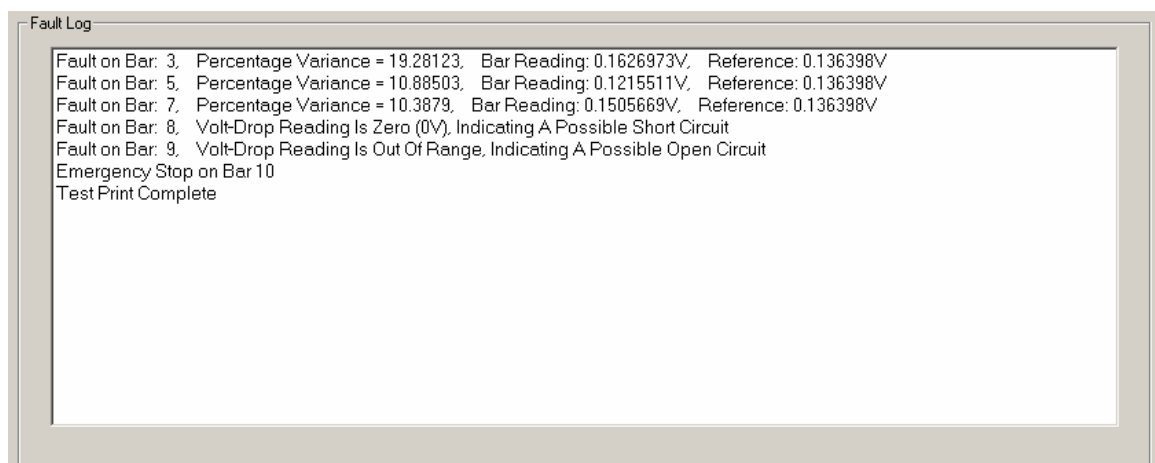 Fault Log
Fault on Bar: 3, Percentage Variance = 19.28123, Bar Reading: 0.1626973V, Reference: 0.136398V
Fault on Bar: 5, Percentage Variance = 10.88503, Bar Reading: 0.1215511V, Reference: 0.136398V
Fault on Bar: 7, Percentage Variance = 10.3879, Bar Reading: 0.1505669V, Reference: 0.136398V
Fault on Bar: 8, Volt-Drop Reading Is Zero (0V), Indicating A Possible Short Circuit
Fault on Bar: 9, Volt-Drop Reading Is Out Of Range, Indicating A Possible Open Circuit
Emergency Stop on Bar 10
Test Print Complete